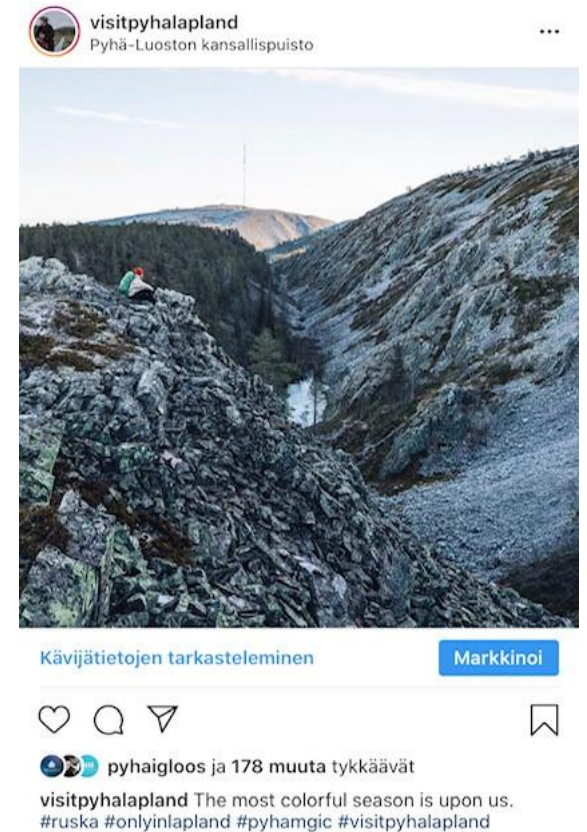 visitpyhalapland
Pyhä-Luoston kansallispuisto
Kävijätietojen tarkasteleminen
Markkinoi
pyhaigloos ja 178 muuta tykkäävät
visitpyhalapland The most colorful season is upon us.
#ruska #onlyinlapland #pyhamgic #visitpyhalapland